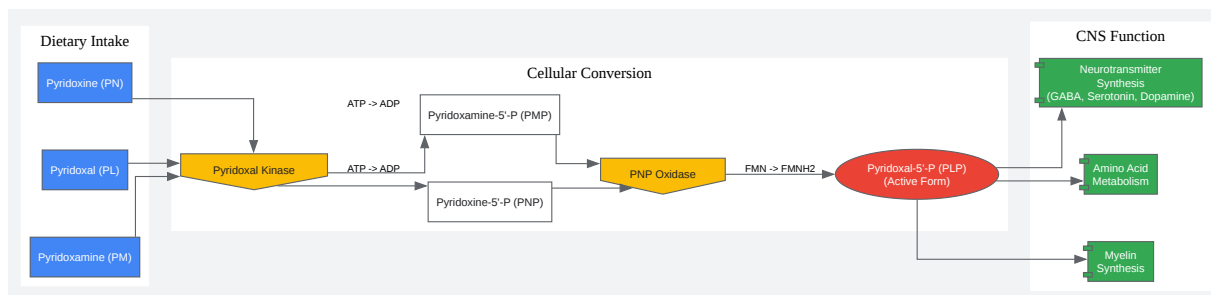 Dietary Intake
Pyridoxine (PN)
Pyridoxal (PL)
Pyridoxamine (PM)
Cellular Conversion
ATP -> ADP
Pyridoxamine-5'-P (PMP)
Pyridoxal Kinase
ATP -> ADP
Pyridoxine-5'-P (PNP)
PNP Oxidase
FMN -> FMNH2
Pyridoxal-5'-P (PLP)
(Active Form)
CNS Function
Neurotransmitter
Synthesis
(GABA, Serotonin, Dopamine)
Amino Acid
Metabolism
Myelin
Synthesis